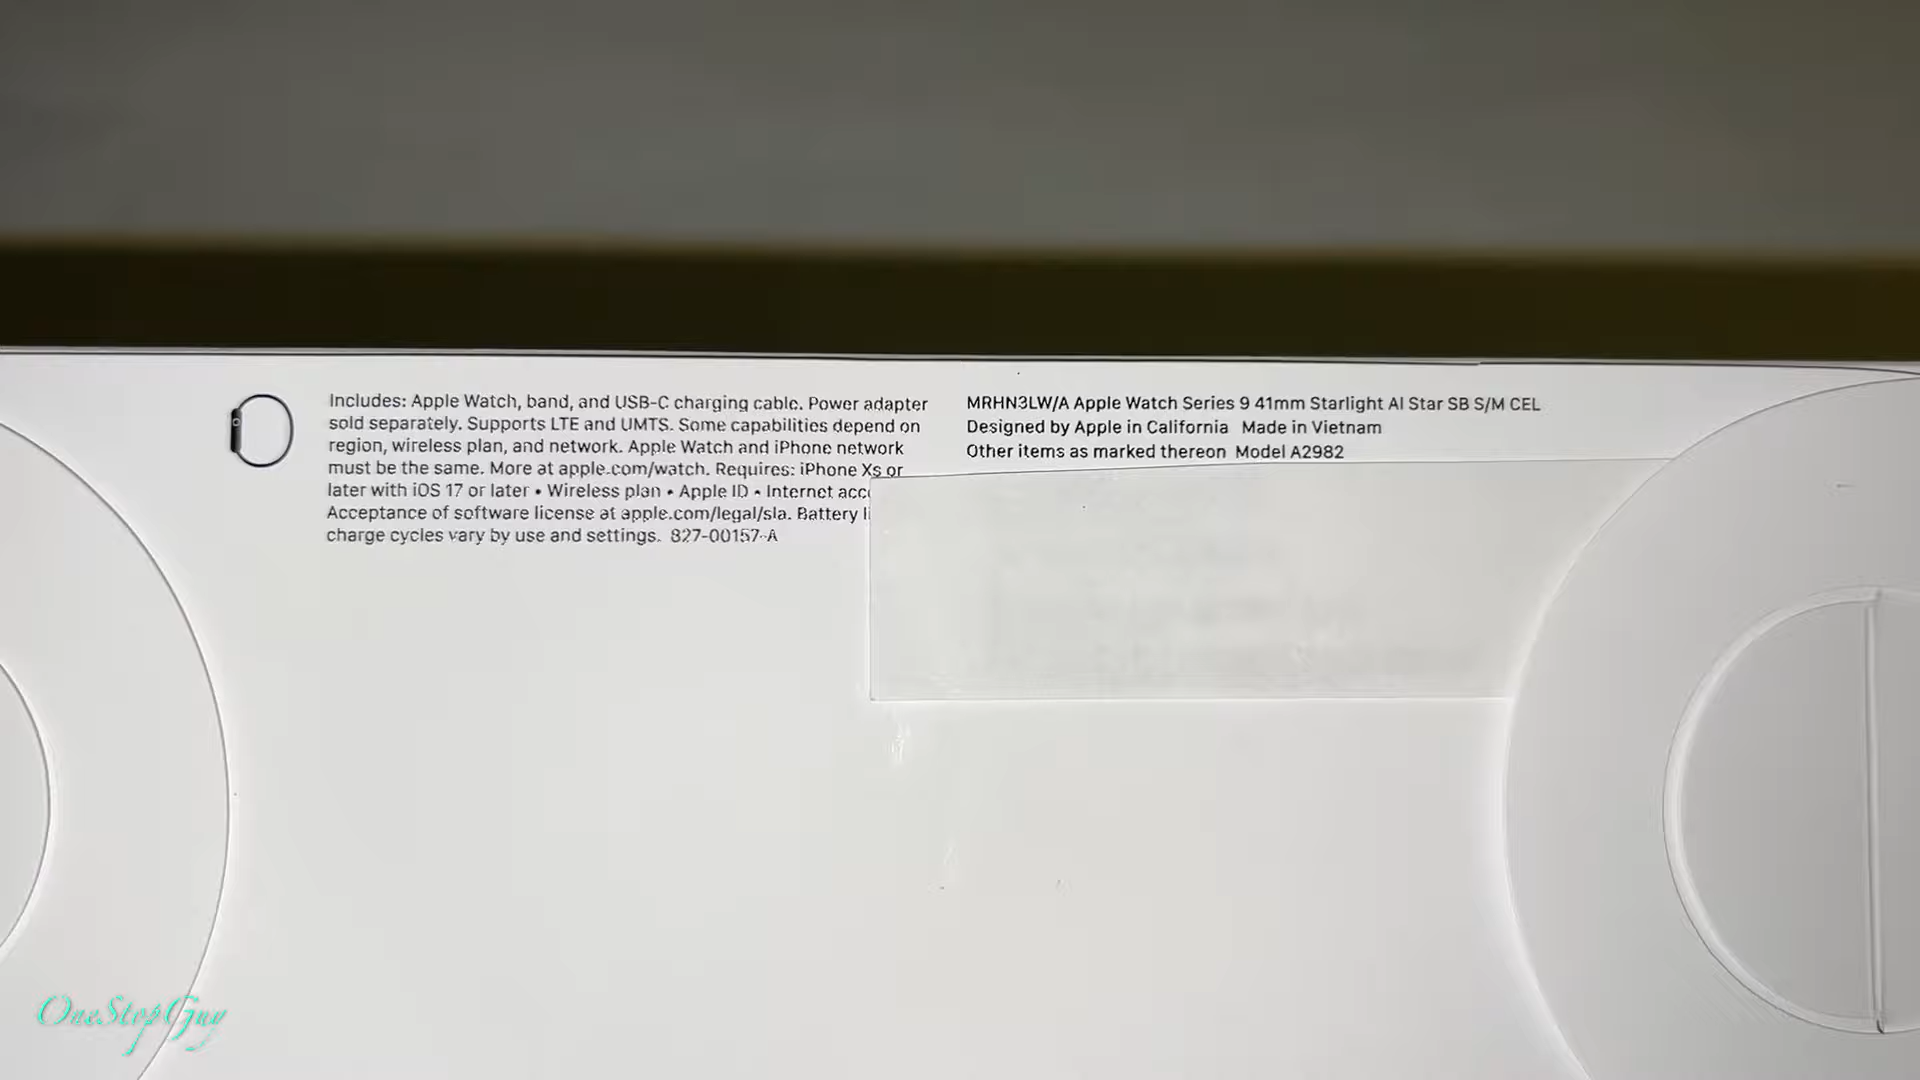 Includes: Apple Watch, band, and USB-C charging cable. Power adapter
sold separately. Supports LTE and UMTS. Some capabilities depend on
region, wireless plan, and network. Apple Watch and iPhone network
must be the same. More at apple.com/watch. Requires: iPhone Xs or
later with iOS 17 or later • Wireless plan • Apple ID • Internet
Acceptance of software license at apple.com/legal/sla. Battery
charge cycles vary by use and settings. 827-00157-A
MRHN3LW/A Apple Watch Series 9 41mm Starlight Al Star SB S/M CEL
Designed by Apple in California Made in Vietnam
Other items as marked thereon Model A2982
OneStopGuy